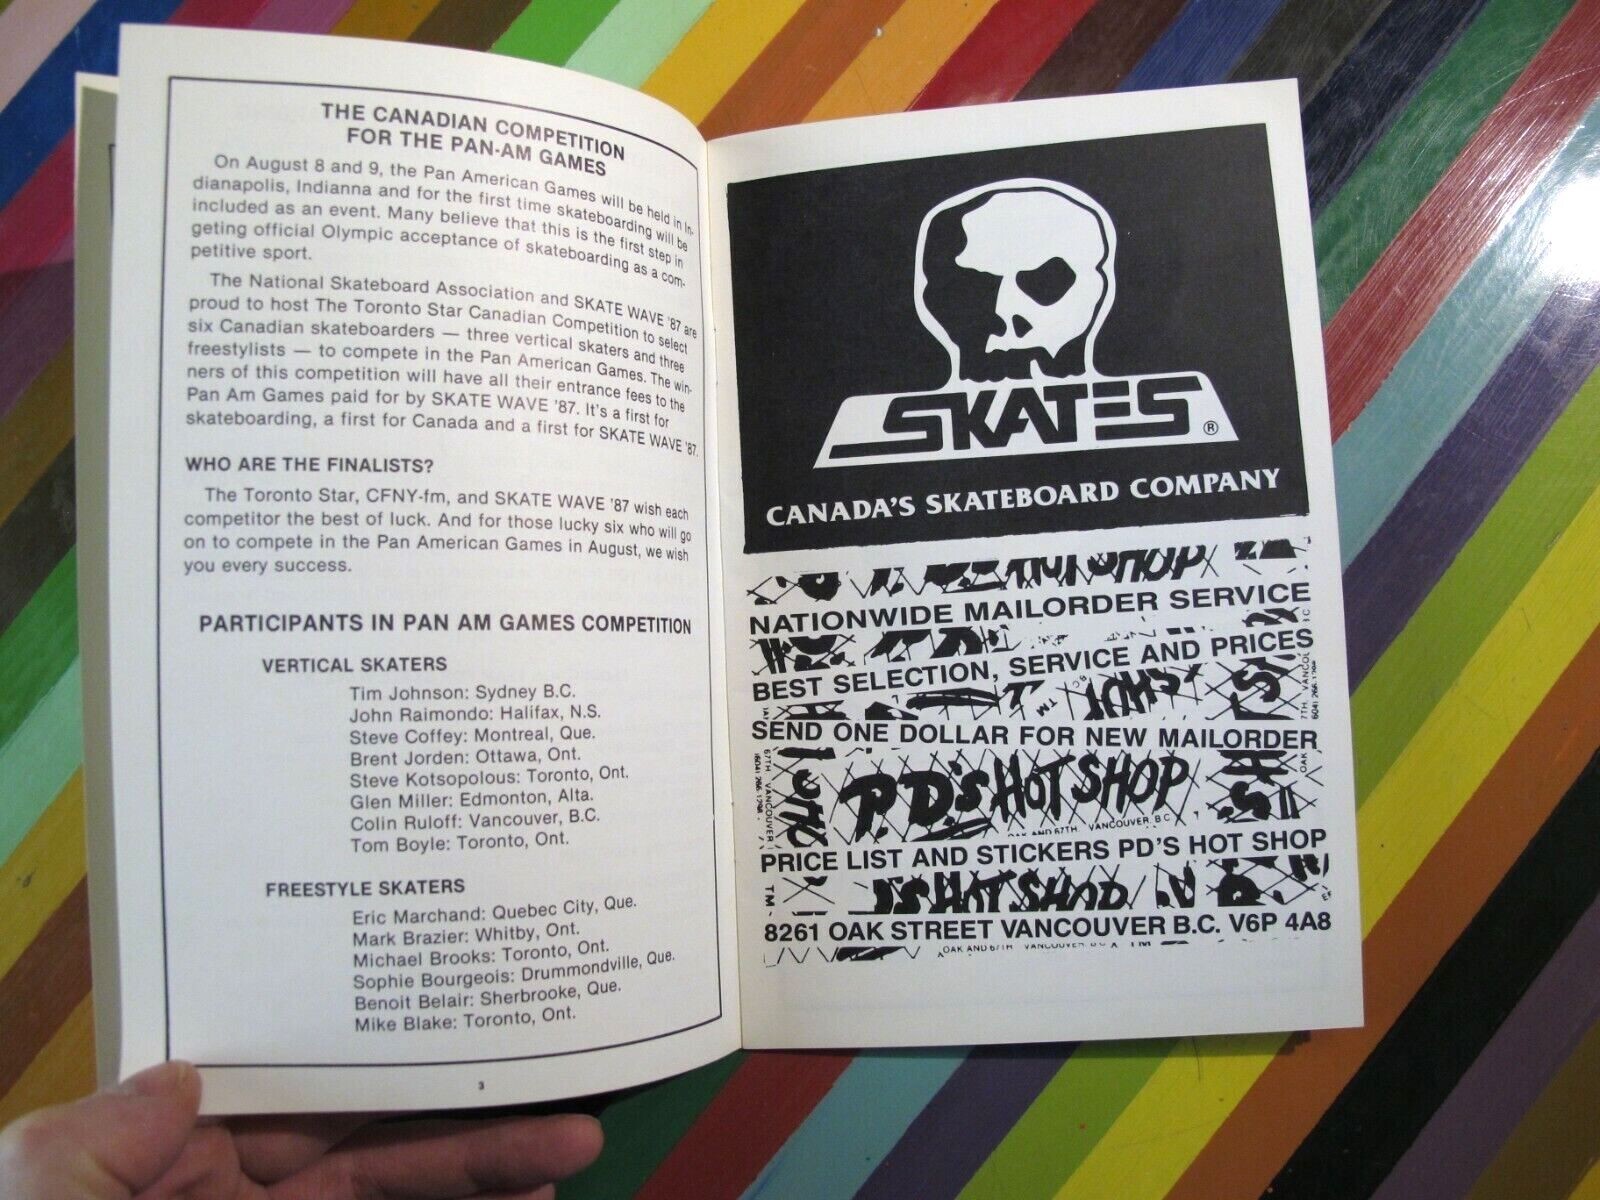 THE CANADIAN COMPETITION
FOR THE PAN-AM GAMES
On August 8 and 9, the Pan American Games will be held in In-
dianapolis, Indianna and for the first time skateboarding will be
included as an event. Many believe that this is the first step in
geting official Olympic acceptance of skateboarding as a com-
petitive sport.
The National Skateboard Association and SKATE WAVE '87 are
proud to host The Toronto Star Canadian Competition to select
six Canadian skateboarders — three vertical skaters and three
freestylists — to compete in the Pan American Games. The win-
ners of this competition will have all their entrance fees to the
Pan Am Games paid for by SKATE WAVE '87. It's a first for
skateboarding, a first for Canada and a first for SKATE WAVE '87.
WHO ARE THE FINALISTS?
The Toronto Star, CFNY-fm, and SKATE WAVE '87 wish each
competitor the best of luck. And for those lucky six who will go
on to compete in the Pan American Games in August, we wish
you every success.
PARTICIPANTS IN PAN AM GAMES COMPETITION
VERTICAL SKATERS
Tim Johnson: Sydney B.C.
John Raimondo: Halifax, N.S.
Steve Coffey: Montreal, Que.
Brent Jorden: Ottawa, Ont.
Steve Kotsopolous: Toronto, Ont.
Glen Miller: Edmonton, Alta.
Colin Ruloff: Vancouver, B.C.
Tom Boyle: Toronto, Ont.
FREESTYLE SKATERS
Eric Marchand: Quebec City, Que.
Mark Brazier: Whitby, Ont.
Michael Brooks: Toronto, Ont.
Sophie Bourgeois: Drummondville, Que.
Benoit Belair: Sherbrooke, Que.
Mike Blake: Toronto, Ont.
3
SKATES ®
CANADA'S SKATEBOARD COMPANY
NATIONWIDE MAILORDER SERVICE
BEST SELECTION, SERVICE AND PRICES
SEND ONE DOLLAR FOR NEW MAILORDER
P.D.'s HOT SHOP
OAK AND 67TH. VANCOUVER, B.C.
PRICE LIST AND STICKERS PD'S HOT SHOP
8261 OAK STREET VANCOUVER B.C. V6P 4A8
OAK AND 67TH VANCOUVER B.C. TM